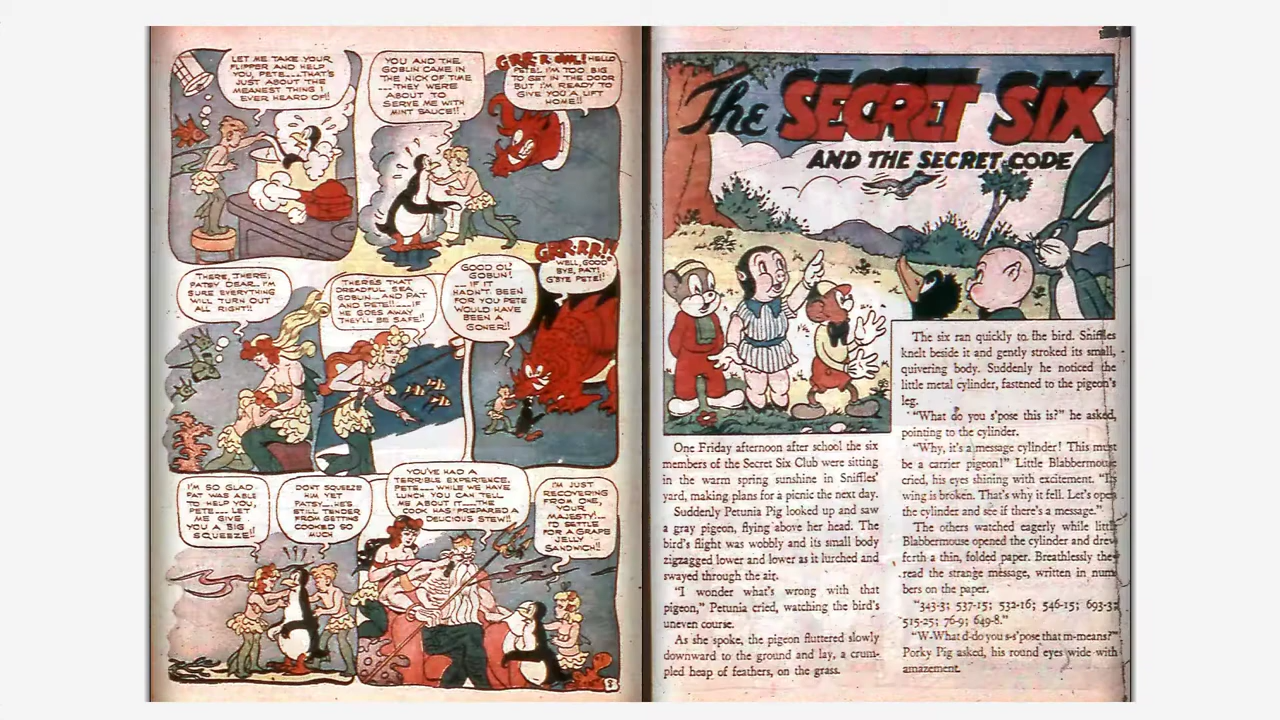 LET ME TAKE YOUR
FLIPPER AND HELP
YOU, PETE....THAT'S
JUST ABOUT THE
MEANEST THING I
EVER HEARD OF!!
YOU AND THE
GOBLIN CAME IN
THE NICK OF TIME
....THEY WERE
ABOUT TO
SERVE ME WITH
MINT SAUCE!!
GRR-R-OWL! HELLO
PETE! I'M TOO BIG
TO GET IN THE DOOR
BUT I'M READY TO
GIVE YOU A LIFT
HOME!!
THERE, THERE,
PATSY DEAR... I'M
SURE EVERYTHING
WILL TURN OUT
ALL RIGHT!!
THERE'S THAT
DREADFUL SEA
GOBLIN...AND PAT
AND PETE!!....IF
HE GOES AWAY
THEY'LL BE SAFE!!
GOOD OL'
GOBLIN!
...IF IT
HADN'T BEEN
FOR YOU PETE
WOULD HAVE
BEEN A
GONER!!
GRR-RR!!
WELL, GOOD
BYE, PAT!
G'BYE PETE!!
I'M SO GLAD
PAT WAS ABLE
TO HELP YOU,
PETE.... LET
ME GIVE
YOU A BIG
SQUEEZE!!
DON'T SQUEEZE
HIM YET
PATSY...HE'S
STILL TENDER
FROM GETTING
COOKED SO
MUCH
YOU'VE HAD A
TERRIBLE EXPERIENCE,
PETE.... WHILE WE HAVE
LUNCH YOU CAN TELL
ME ABOUT IT....THE
COOK HAS PREPARED A
DELICIOUS STEW!!
I'M JUST
RECOVERING
FROM ONE,
YOUR
MAJESTY!...
I'D SETTLE
FOR A GRAPE
JELLY
SANDWICH!!
8
The SECRET SIX
AND THE SECRET CODE
One Friday afternoon after school the six
members of the Secret Six Club were sitting
in the warm spring sunshine in Sniffles'
yard, making plans for a picnic the next day.
Suddenly Petunia Pig looked up and saw
a gray pigeon, flying above her head. The
bird's flight was wobbly and its small body
zigzagged lower and lower as it lurched and
swayed through the air.
"I wonder what's wrong with that
pigeon," Petunia cried, watching the bird's
uneven course.
As she spoke, the pigeon fluttered slowly
downward to the ground and lay, a crum-
pled heap of feathers, on the grass.
The six ran quickly to the bird. Sniffles
knelt beside it and gently stroked its small,
quivering body. Suddenly he noticed the
little metal cylinder, fastened to the pigeon's
leg.
"What do you s'pose this is?" he asked,
pointing to the cylinder.
"Why, it's a message cylinder! This must
be a carrier pigeon!" Little Blabbermouse
cried, his eyes shining with excitement. "Its
wing is broken. That's why it fell. Let's open
the cylinder and see if there's a message."
The others watched eagerly while little
Blabbermouse opened the cylinder and drew
forth a thin, folded paper. Breathlessly they
read the strange message, written in num-
bers on the paper.
"343-3; 537-15; 532-16; 546-15; 693-3;
515-25; 76-9; 649-8."
"W-What d-do you s-s'pose that m-means?"
Porky Pig asked, his round eyes wide with
amazement.